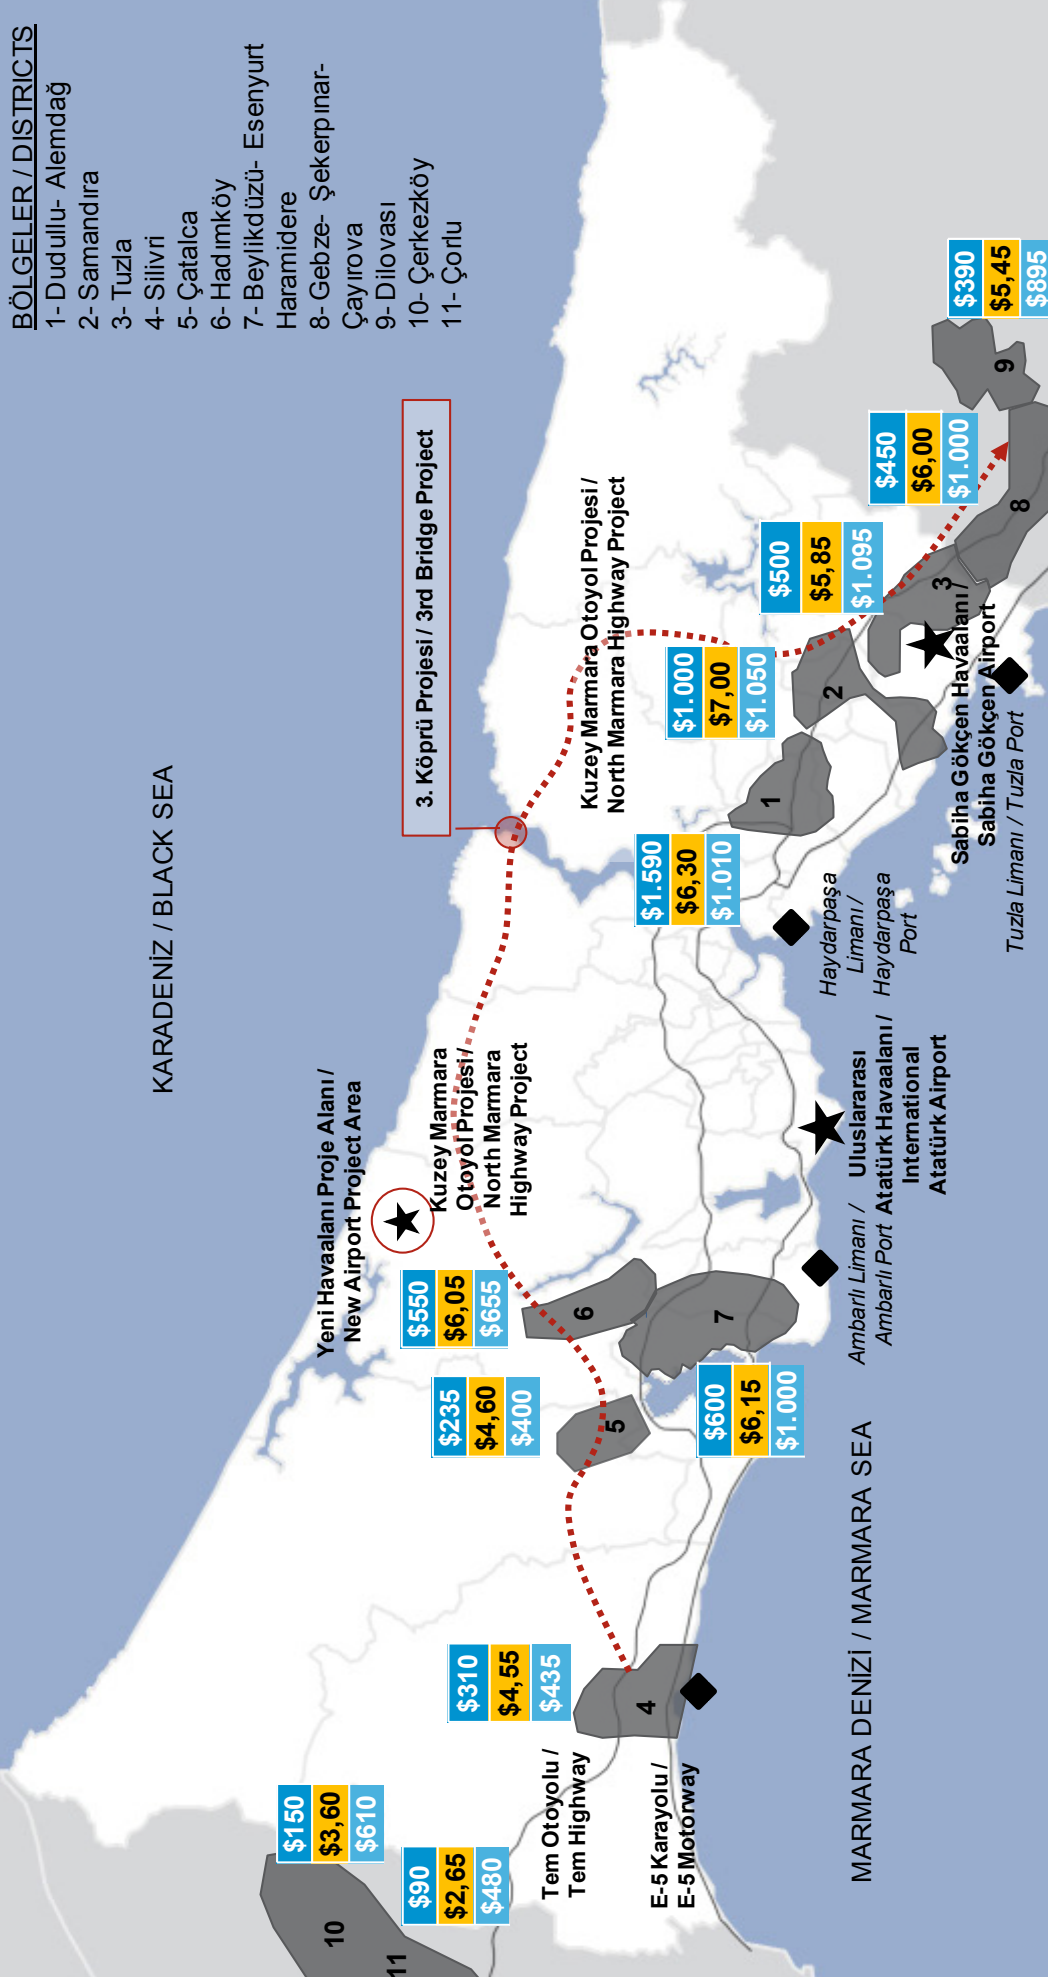 BÖLGELER / DISTRICTS
1- Dudullu- Alemdağ
2- Samandıra
3- Tuzla
4- Silivri
5- Çatalca
6- Hadımköy
7- Beylikdüzü- Esenyurt
Haramidere
8- Gebze- Şekerpınar-
Çayırova
9- Dilovası
10- Çerkezköy
11- Çorlu
KARADENİZ / BLACK SEA
3. Köprü Projesi / 3rd Bridge Project
Yeni Havaalanı Proje Alanı /
New Airport Project Area
Kuzey Marmara
Otoyol Projesi /
North Marmara
Highway Project
Kuzey Marmara Otoyol Projesi /
North Marmara Highway Project
$150
$3,60
$610
$90
$2,65
$480
$310
$4,55
$435
$235
$4,60
$400
$550
$6,05
$655
$600
$6,15
$1.000
$1.590
$6,30
$1.010
$1.000
$7,00
$1.050
$500
$5,85
$1.095
$450
$6,00
$1.000
$390
$5,45
$895
10
11
4
5
6
7
1
2
3
8
9
Tem Otoyolu /
Tem Highway
E-5 Karayolu /
E-5 Motorway
Ambarlı Limanı /
Ambarlı Port
Uluslararası
Atatürk Havaalanı /
International
Atatürk Airport
Haydarpaşa
Limanı /
Haydarpaşa
Port
Sabiha Gökçen Havaalanı /
Sabiha Gökçen Airport
Tuzla Limanı / Tuzla Port
MARMARA DENİZİ / MARMARA SEA